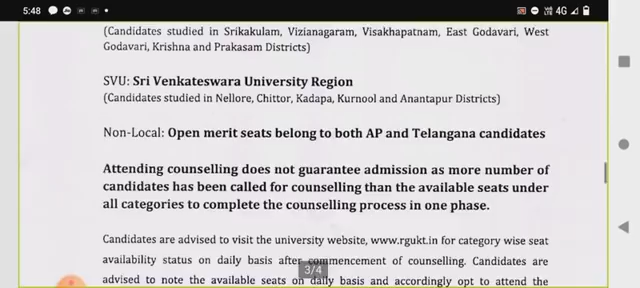 5:48
4G
(Candidates studied in Srikakulam, Vizianagaram, Visakhapatnam, East Godavari, West
Godavari, Krishna and Prakasam Districts)
SVU: Sri Venkateswara University Region
(Candidates studied in Nellore, Chittor, Kadapa, Kurnool and Anantapur Districts)
Non-Local: Open merit seats belong to both AP and Telangana candidates
Attending counselling does not guarantee admission as more number of
candidates has been called for counselling than the available seats under
all categories to complete the counselling process in one phase.
Candidates are advised to visit the university website, www.rgukt.in for category wise seat
availability status on daily basis after commencement of counselling. Candidates are
3/4
advised to note the available seats on daily basis and accordingly opt to attend the